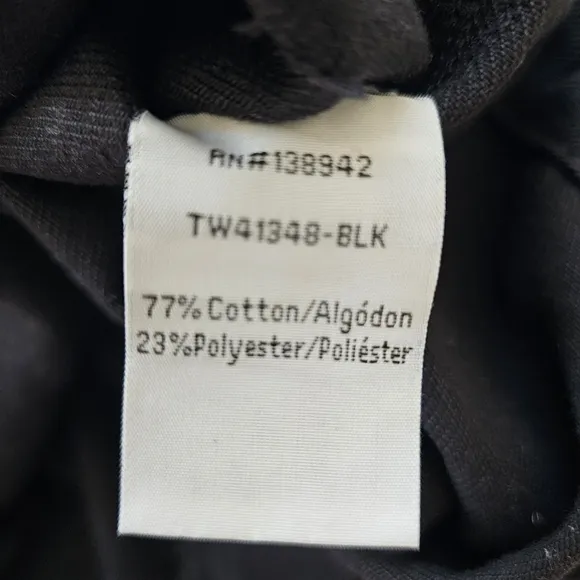 RN#138942
TW41348-BLK
77% Cotton/Algódon
23%Polyester/Poliéster